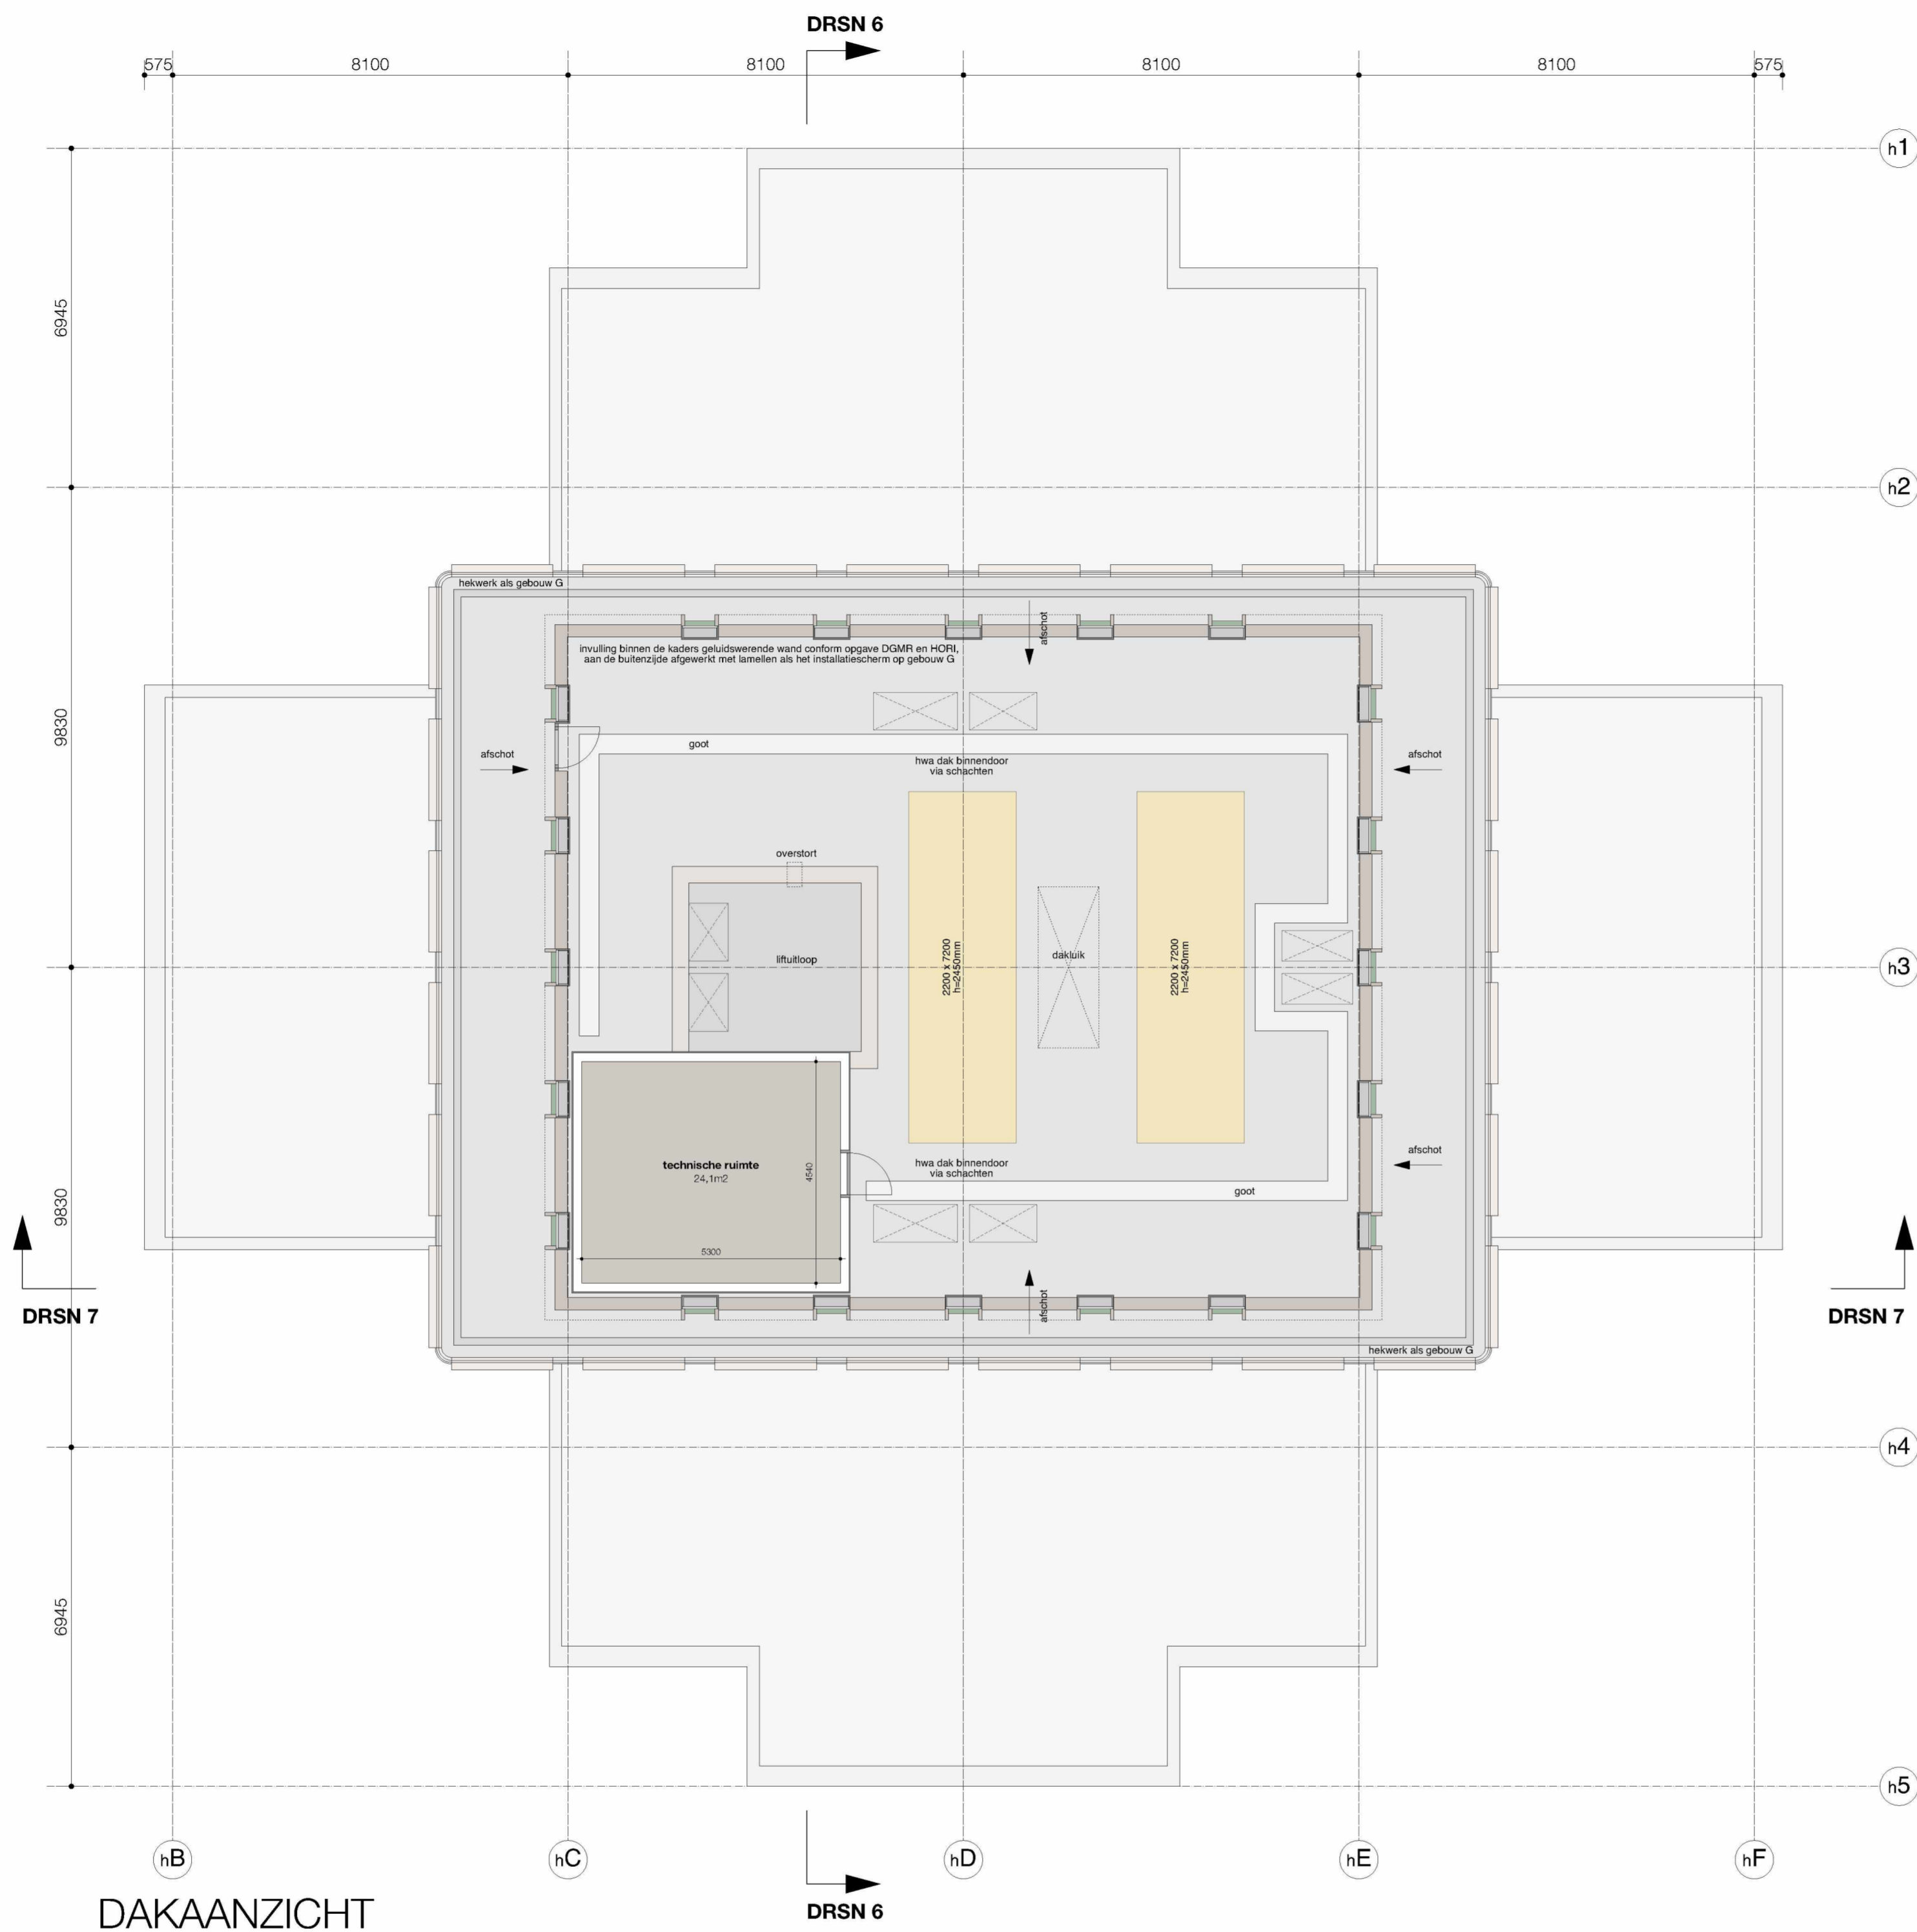 DRSN 6
575 8100 8100 8100 8100 575
h1
6945
h2
hekwerk als gebouw G
afschot
invulling binnen de kaders geluidswerende wand conform opgave DGMR en HORI,
aan de buitenzijde afgewerkt met lamellen als het installatiescherm op gebouw G
9830
goot
afschot
afschot
hwa dak binnendoor
via schachten
overstort
2200 x 7200
h=2450mm
2200 x 7200
h=2450mm
dakluik
liftuitloop
h3
technische ruimte
24,1m2
4540
5300
hwa dak binnendoor
via schachten
afschot
goot
9830
afschot
DRSN 7
DRSN 7
hekwerk als gebouw G
h4
6945
h5
hB
hC
hD
hE
hF
DRSN 6
DAKAANZICHT